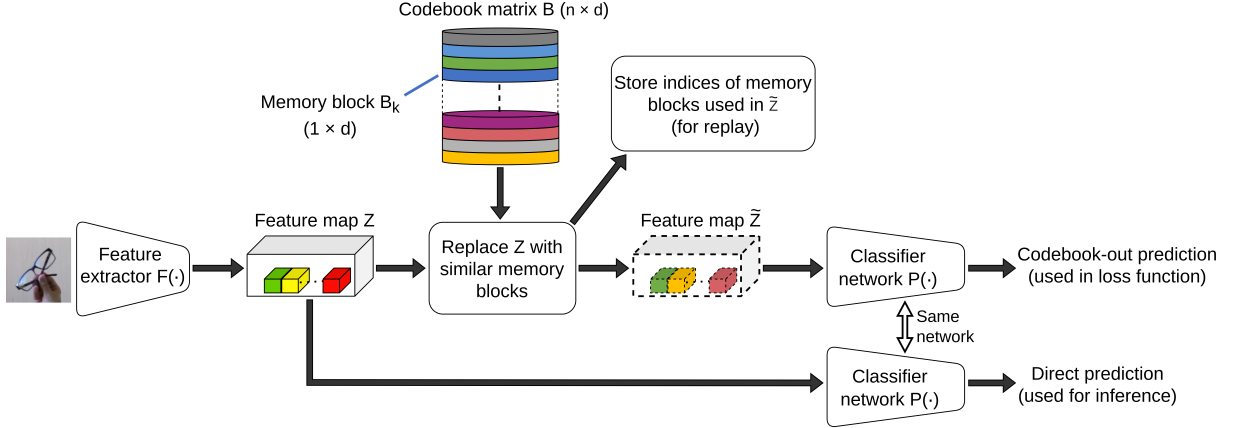 Codebook matrix B (n × d)
Memory block Bₖ
(1 × d)
Store indices of memory
blocks used in Z̃
(for replay)
Feature
extractor F(·)
Feature map Z
Replace Z with
similar memory
blocks
Feature map Z̃
Classifier
network P(·)
Codebook-out prediction
(used in loss function)
Same
network
Classifier
network P(·)
Direct prediction
(used for inference)